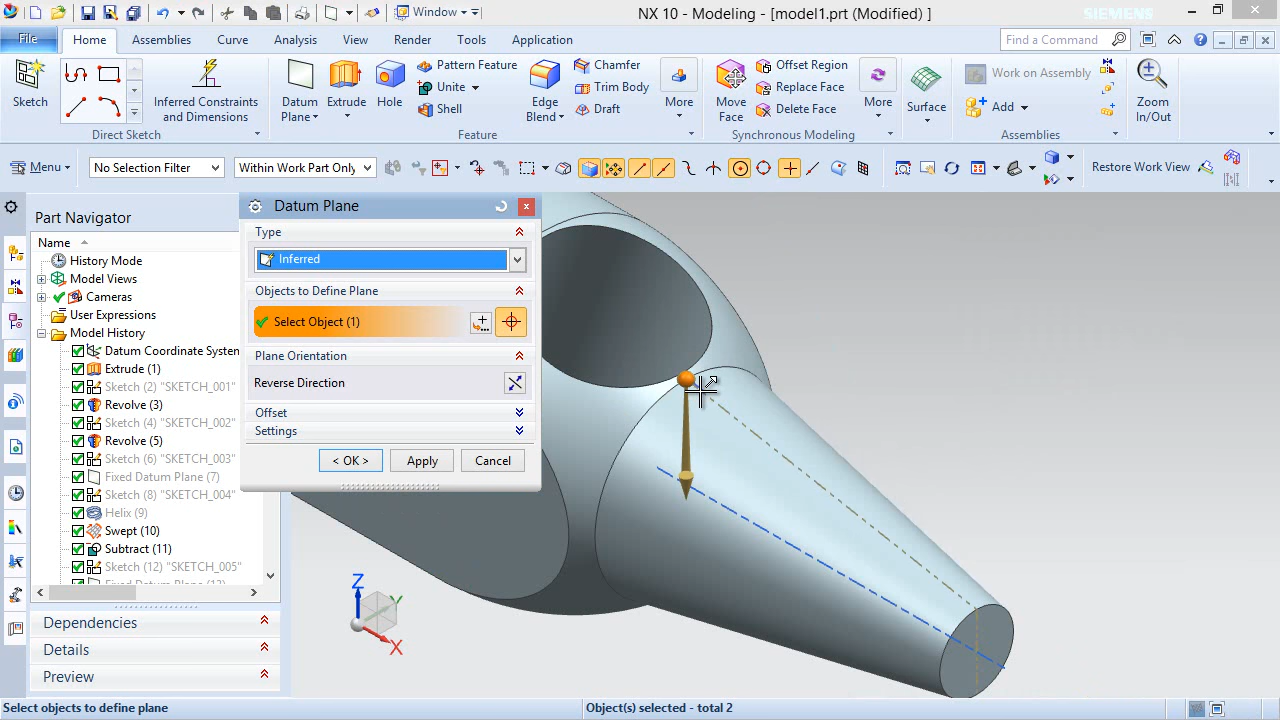 Window
NX 10 - Modeling - [model1.prt (Modified) ]
SIEMENS
File
Home
Assemblies
Curve
Analysis
View
Render
Tools
Application
Find a Command
Sketch
Inferred Constraints
and Dimensions
Direct Sketch
Datum
Plane
Extrude
Hole
Pattern Feature
Unite
Shell
Edge
Blend
Chamfer
Trim Body
Draft
More
Feature
Move
Face
Offset Region
Replace Face
Delete Face
More
Synchronous Modeling
Surface
Work on Assembly
Add
Assemblies
Zoom
In/Out
Menu
No Selection Filter
Within Work Part Only
Restore Work View
Part Navigator
Name
History Mode
Model Views
Cameras
User Expressions
Model History
Datum Coordinate System
Extrude (1)
Sketch (2) "SKETCH_001"
Revolve (3)
Sketch (4) "SKETCH_002"
Revolve (5)
Sketch (6) "SKETCH_003"
Fixed Datum Plane (7)
Sketch (8) "SKETCH_004"
Helix (9)
Swept (10)
Subtract (11)
Sketch (12) "SKETCH_005"
Fixed Datum Plane (13)
Dependencies
Details
Preview
Datum Plane
Type
Inferred
Objects to Define Plane
Select Object (1)
Plane Orientation
Reverse Direction
Offset
Settings
< OK >
Apply
Cancel
Z
Y
X
Select objects to define plane
Object(s) selected - total 2